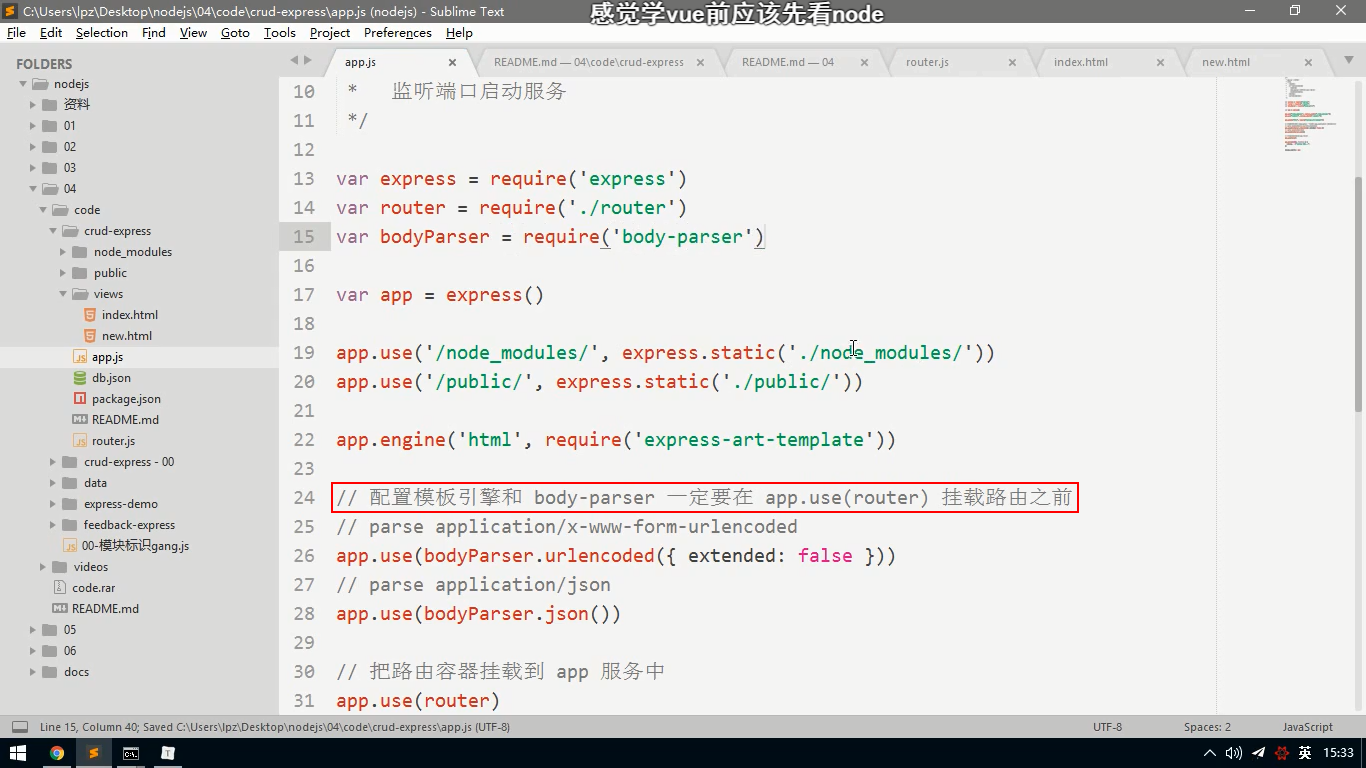 C:\Users\lpz\Desktop\nodejs\04\code\crud-express\app.js (nodejs) - Sublime Text
感觉学vue前应该先看node
File Edit Selection Find View Goto Tools Project Preferences Help
FOLDERS
nodejs
资料
01
02
03
04
code
crud-express
node_modules
public
views
index.html
new.html
app.js
db.json
package.json
README.md
router.js
crud-express - 00
data
express-demo
feedback-express
00-模块标识gang.js
videos
code.rar
README.md
05
06
docs
app.js README.md — 04\code\crud-express README.md — 04 router.js index.html new.html
10 * 监听端口启动服务
11 */
12
13 var express = require('express')
14 var router = require('./router')
15 var bodyParser = require('body-parser')
16
17 var app = express()
18
19 app.use('/node_modules/', express.static('./node_modules/'))
20 app.use('/public/', express.static('./public/'))
21
22 app.engine('html', require('express-art-template'))
23
24 // 配置模板引擎和 body-parser 一定要在 app.use(router) 挂载路由之前
25 // parse application/x-www-form-urlencoded
26 app.use(bodyParser.urlencoded({ extended: false }))
27 // parse application/json
28 app.use(bodyParser.json())
29
30 // 把路由容器挂载到 app 服务中
31 app.use(router)
Line 15, Column 40; Saved C:\Users\lpz\Desktop\nodejs\04\code\crud-express\app.js (UTF-8) UTF-8 Spaces: 2 JavaScript
英 15:33